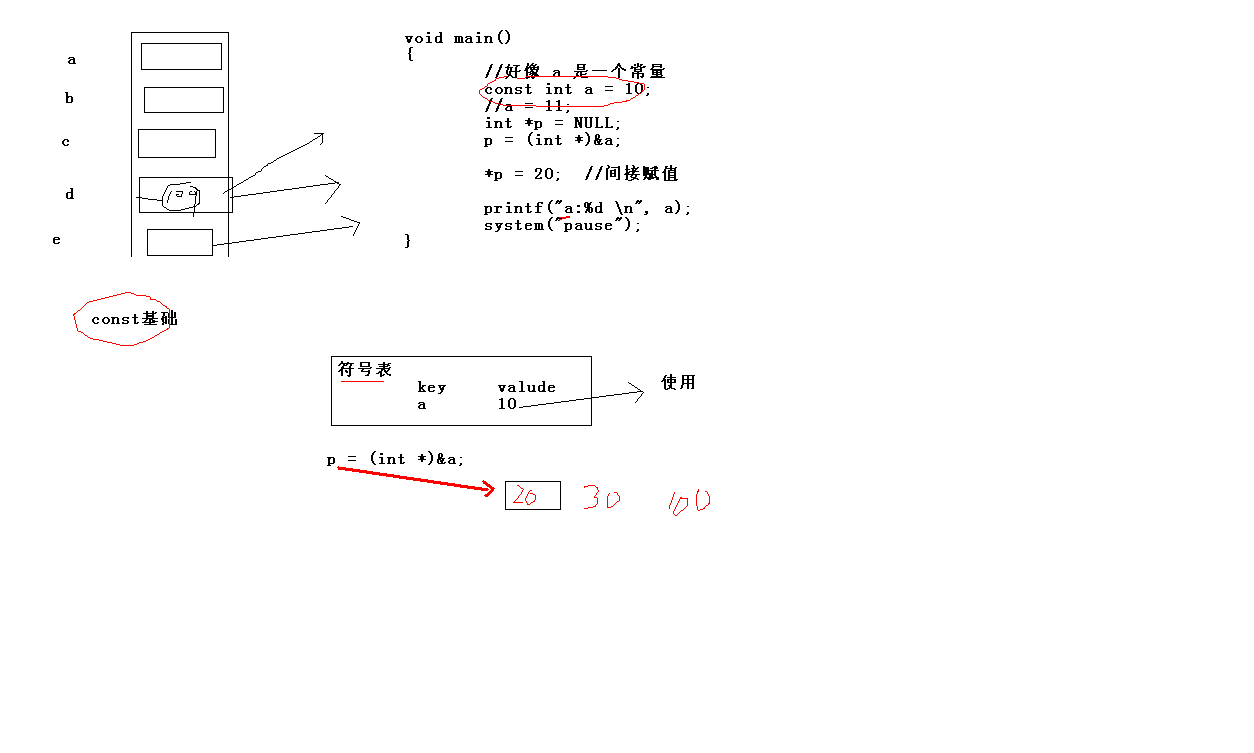 a
b
c
d
e
void main()
{
//好像 a 是一个常量
const int a = 10;
//a = 11;
int *p = NULL;
p = (int *)&a;
*p = 20;  //间接赋值
printf("a:%d \n", a);
system("pause");
}
const基础
符号表
key valude
a 10
使用
p = (int *)&a;
20 30 100